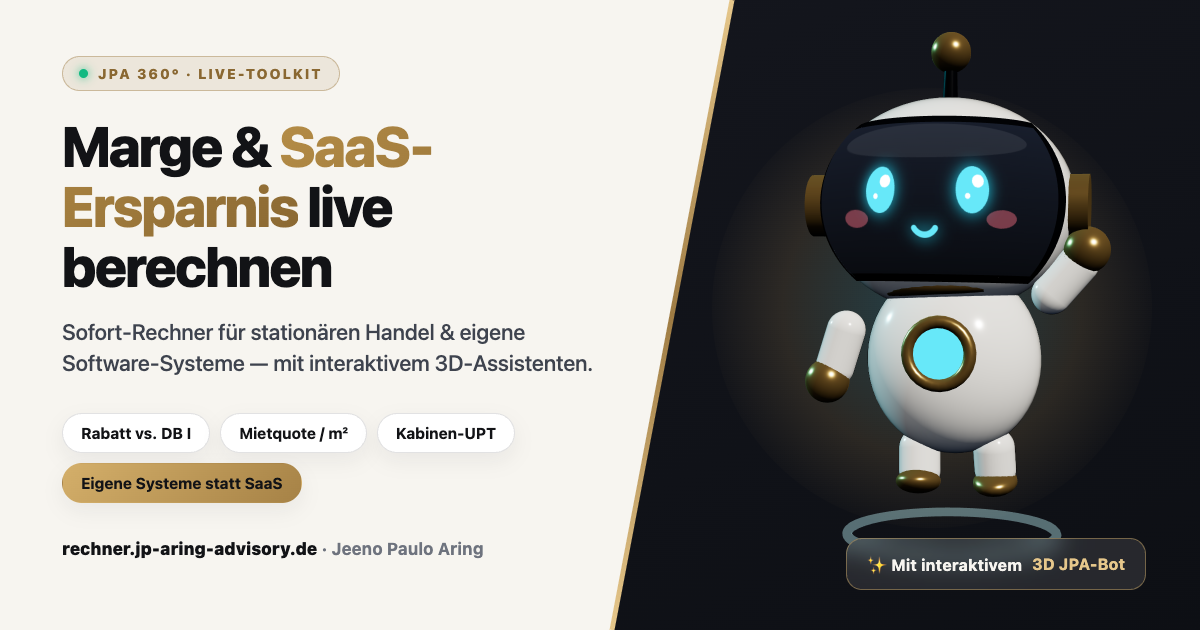 JPA 360° · LIVE-TOOLKIT
Marge & SaaS-
Ersparnis live
berechnen
Sofort-Rechner für stationären Handel & eigene
Software-Systeme — mit interaktivem 3D-Assistenten.
Rabatt vs. DB I
Mietquote / m²
Kabinen-UPT
Eigene Systeme statt SaaS
rechner.jp-aring-advisory.de · Jeeno Paulo Aring
✨ Mit interaktivem 3D JPA-Bot